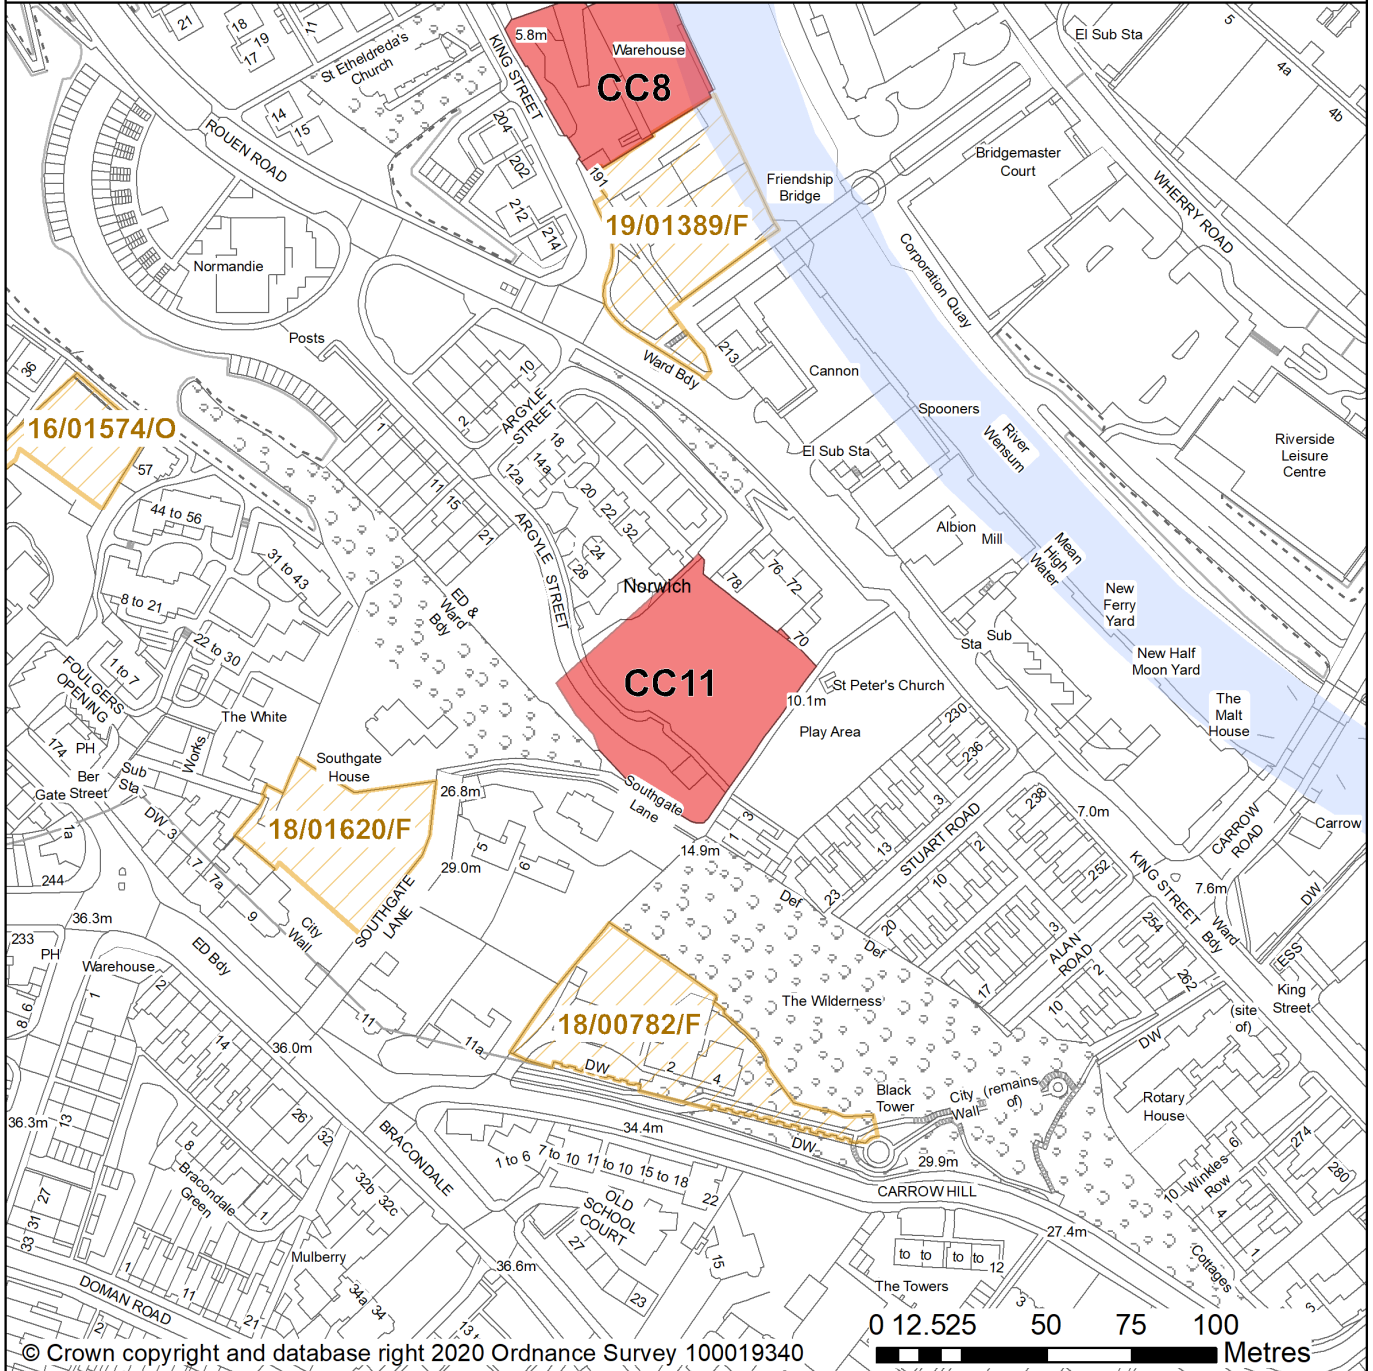 21
18
19
17
11
St Etheldreda's
Church
KING STREET
5.8m
Warehouse
CC8
El Sub Sta
5
4a
4b
14
15
ROUEN ROAD
204
202
212
214
191
Friendship
Bridge
Bridgemaster
Court
WHERRY ROAD
19/01389/F
Normandie
Corporation Quay
Posts
36
10
2
ARGYLE
STREET
Ward Bdy
213
Cannon
Spooners
River
Wensum
Riverside
Leisure
Centre
16/01574/O
57
1
18
14a
12a
El Sub Sta
44 to 56
11
15
21
20
22
32
24
28
ARGYLE STREET
Albion
Mill
Mean
High
Water
31 to 43
8 to 21
22 to 30
ED &
Ward
Bdy
Norwich
78
76
72
70
New
Ferry
Yard
Sub
Sta
New Half
Moon Yard
1 to 7
FOULGERS
OPENING
CC11
St Peter's Church
10.1m
Play Area
230
236
The
Malt
House
The White
174
PH
Works
Ber
Gate Street
Sub
Sta
Southgate
House
26.8m
Southgate
Lane
238
7.0m
CARROW
ROAD
Carrow
1a
DW
3
7
7a
9
18/01620/F
5
6
29.0m
1
3
14.9m
3
13
23
STUART ROAD
2
10
20
252
KING STREET
7.6m
DW
244
36.3m
233
PH
City
Wall
SOUTHGATE
LANE
Def
Def
254
Ward
Bdy
ESS
ED Bdy
Warehouse
1
2
8
6
3
ALAN
ROAD
2
10
17
262
King
Street
(site
of)
The Wilderness
18/00782/F
11
11a
14
36.0m
DW
2
4
DW
Black
Tower
City
Wall
(remains
of)
DW
Rotary
House
36.3m
13
26
32
34.4m
DW
29.9m
6
274
280
8
BRACONDALE
1 to 6
7 to 10
11 to 10
15 to 18
22
CARROW HILL
Winkles
Row
10
4
27
31
33
Bracondale
Green
1
32b
32c
OLD
SCHOOL
COURT
27
15
27.4m
1
Cottages
Mulberry
36.6m
to
to
to
to
12
The Towers
3
1
11
DOMAN ROAD
21
2
34a
34
23
13
0 12.525 50 75 100
Metres
© Crown copyright and database right 2020 Ordnance Survey 100019340